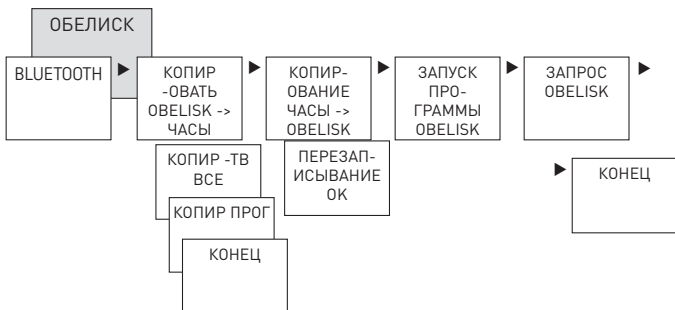 ОБЕЛИСК
BLUETOOTH
КОПИР
-ОВАТЬ
OBELISK ->
ЧАСЫ
КОПИР-
ОВАНИЕ
ЧАСЫ ->
OBELISK
ЗАПУСК
ПРО-
ГРАММЫ
OBELISK
ЗАПРОС
OBELISK
КОПИР -ТВ
ВСЕ
ПЕРЕЗАП-
ИСЫВАНИЕ
OK
КОНЕЦ
КОПИР ПРОГ
КОНЕЦ